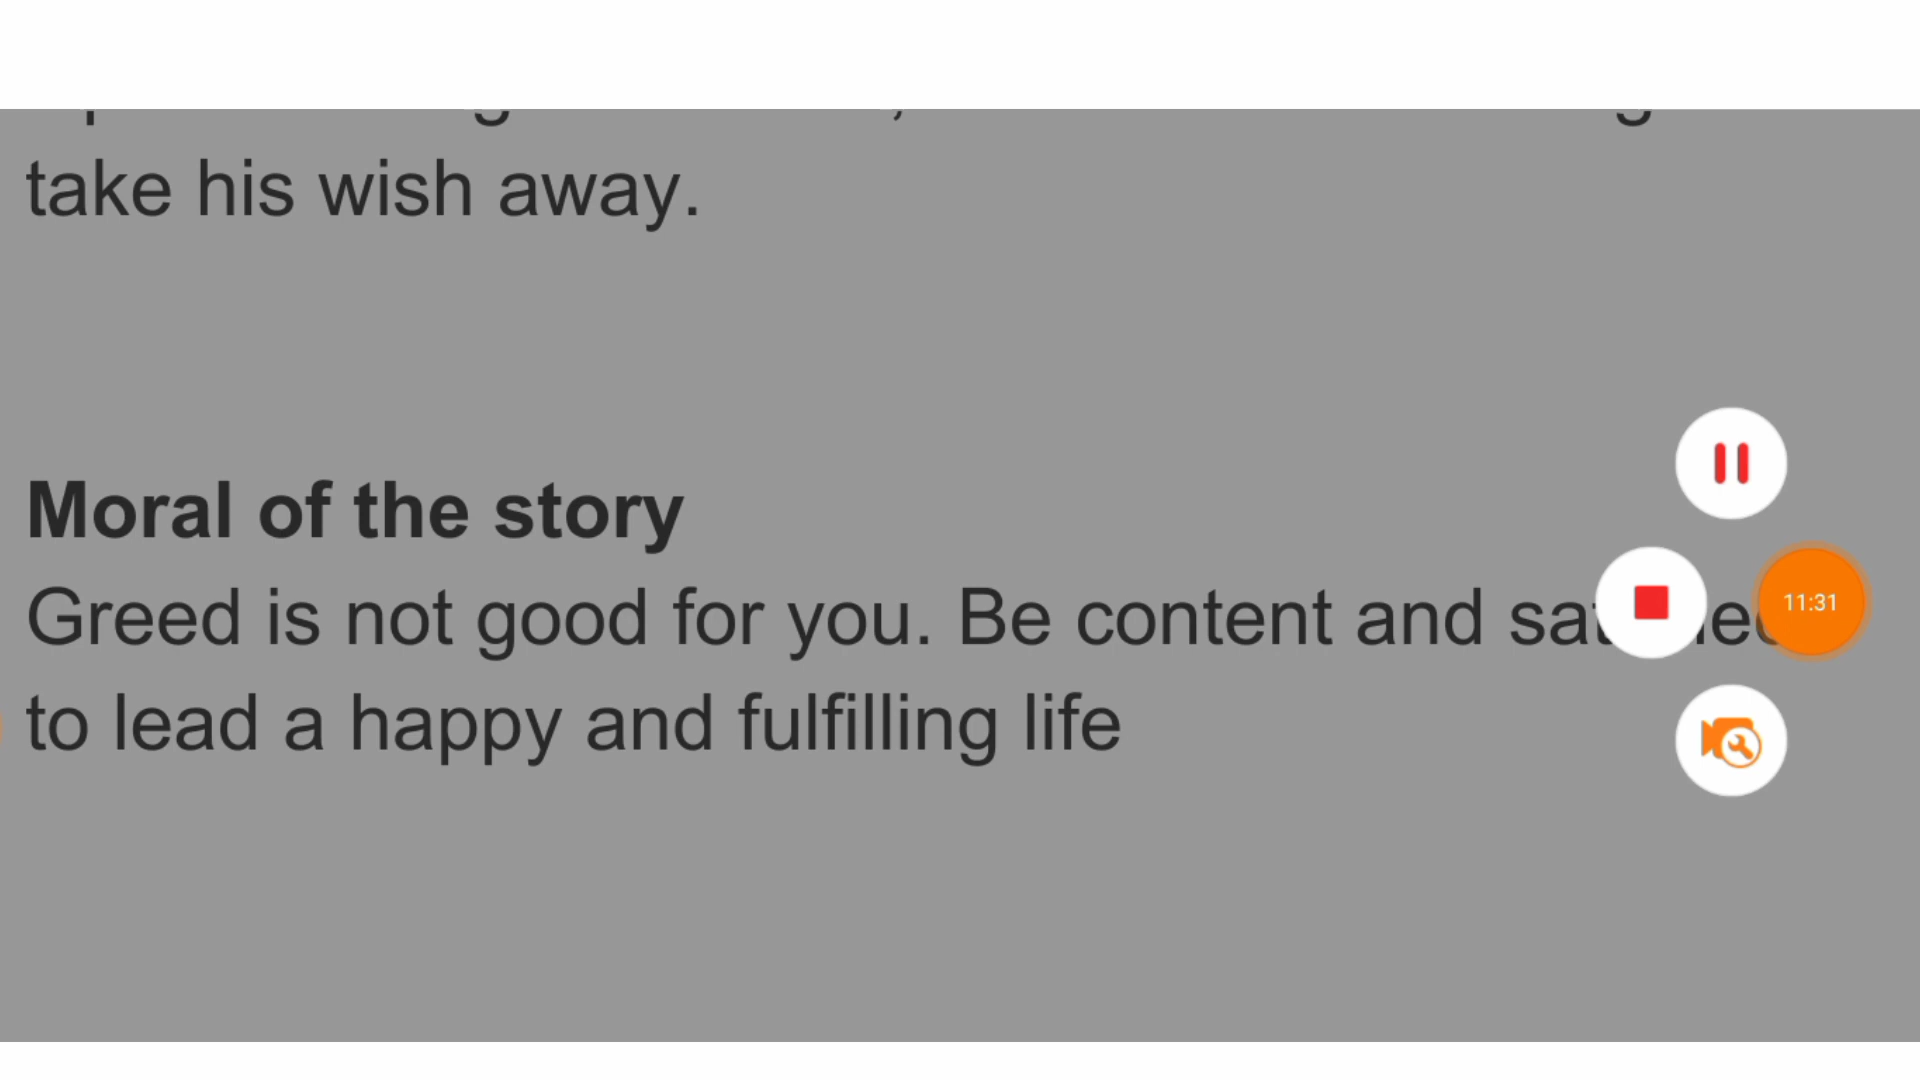 take his wish away.
Moral of the story
Greed is not good for you. Be content and
11:31
to lead a happy and fulfilling life